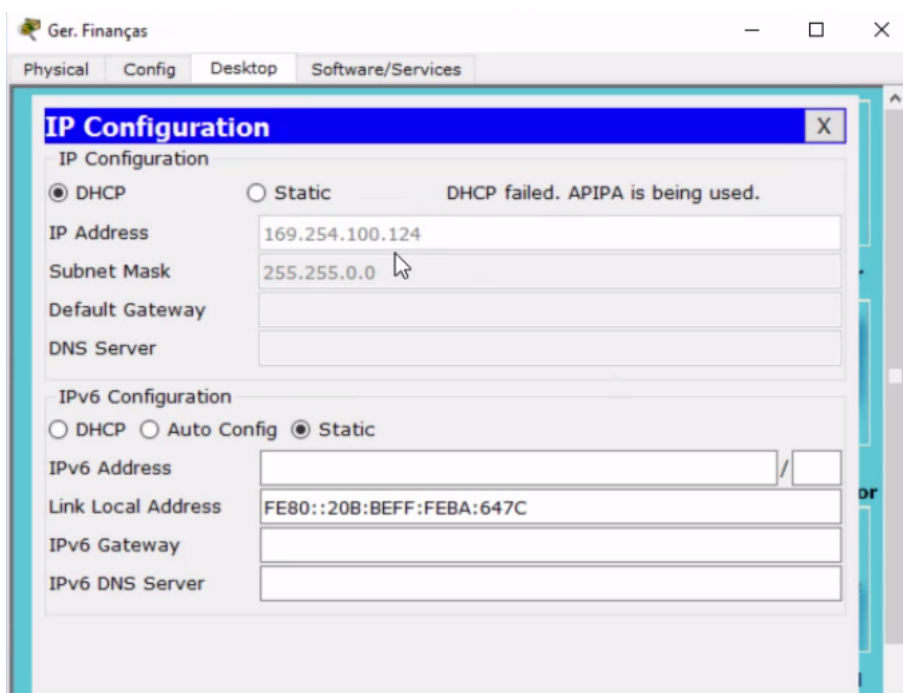 Ger. Finanças
Physical Config Desktop Software/Services
IP Configuration X
IP Configuration
DHCP Static DHCP failed. APIPA is being used.
IP Address 169.254.100.124
Subnet Mask 255.255.0.0
Default Gateway
DNS Server
IPv6 Configuration
DHCP Auto Config Static
IPv6 Address /
Link Local Address FE80::20B:BEFF:FEBA:647C
IPv6 Gateway
IPv6 DNS Server